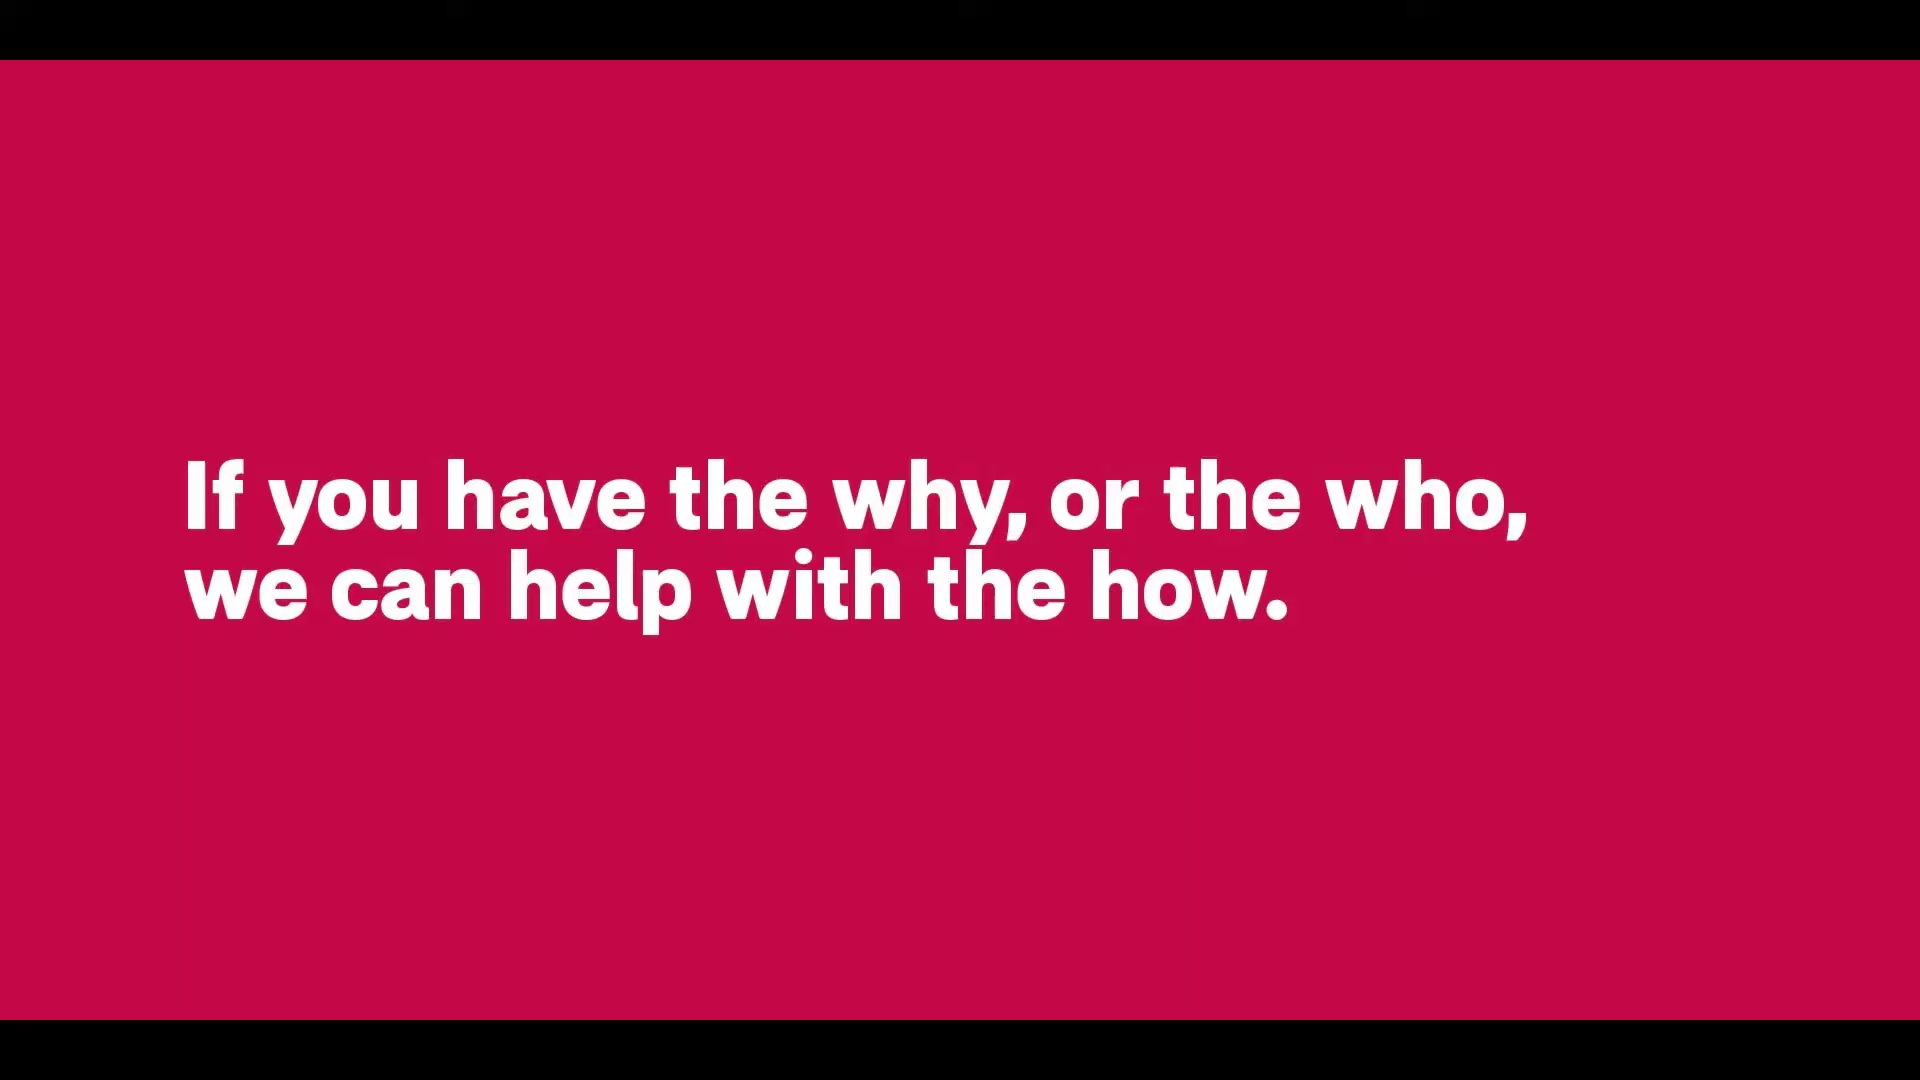 If you have the why, or the who,
we can help with the how.